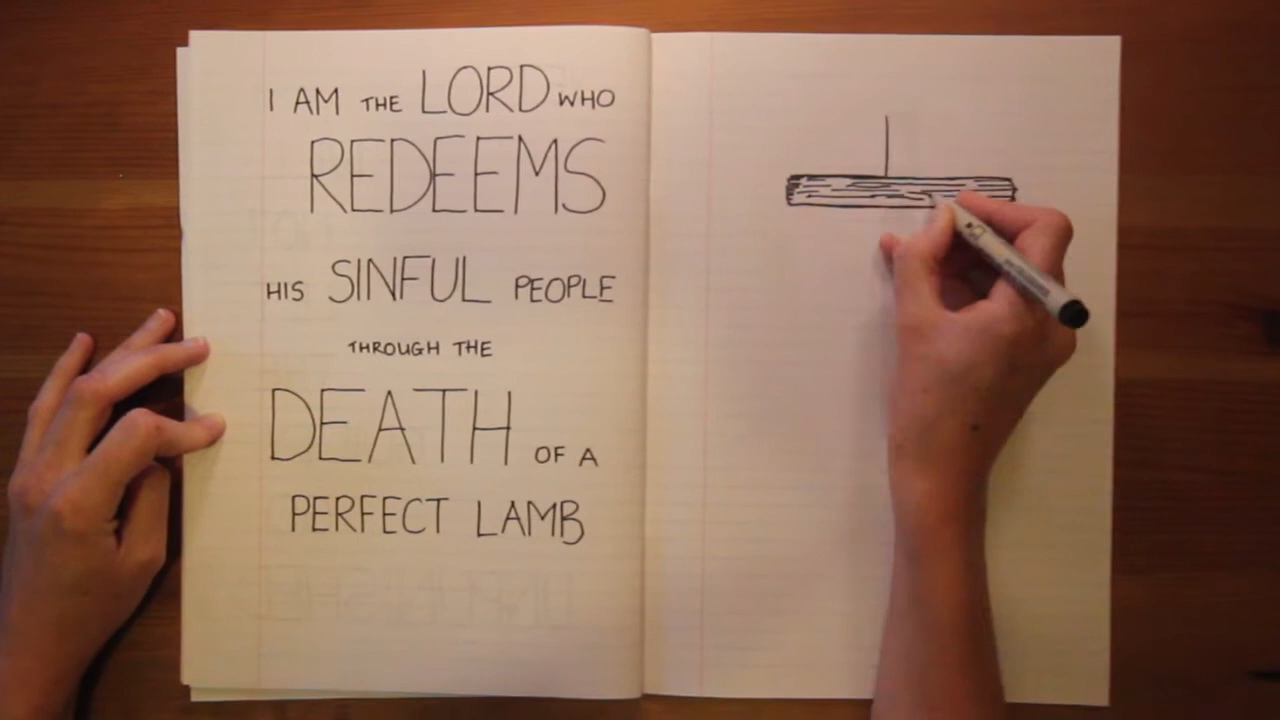 I AM THE LORD WHO
REDEEMS
HIS SINFUL PEOPLE
THROUGH THE
DEATH OF A
PERFECT LAMB